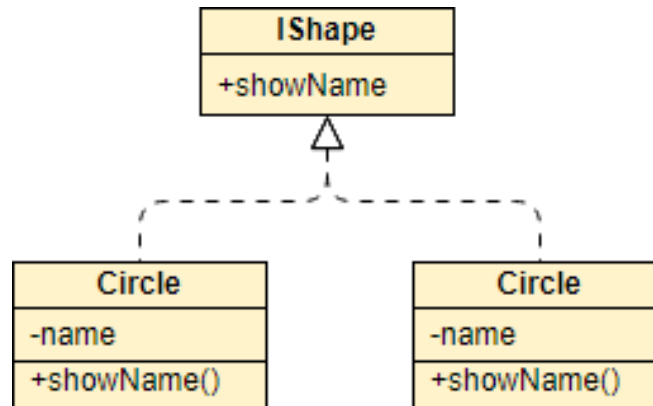 IShape
+showName
Circle
-name
+showName()
Circle
-name
+showName()